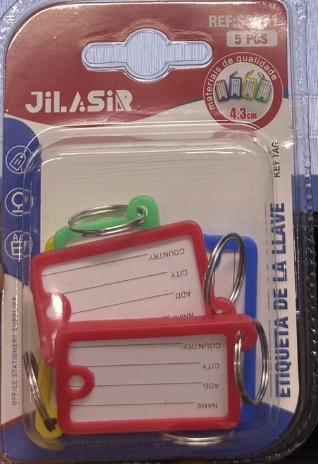 REF:
5 PCS
JiLASiR
materiais de qualidade
4,3cm
KEY TAG
ETIQUETA DE LA LLAVE
OFFICE STATIONERY SUPPLIES
COUNTRY
CITY
ADD
NAME
COUNTRY
CITY
ADD
NAME